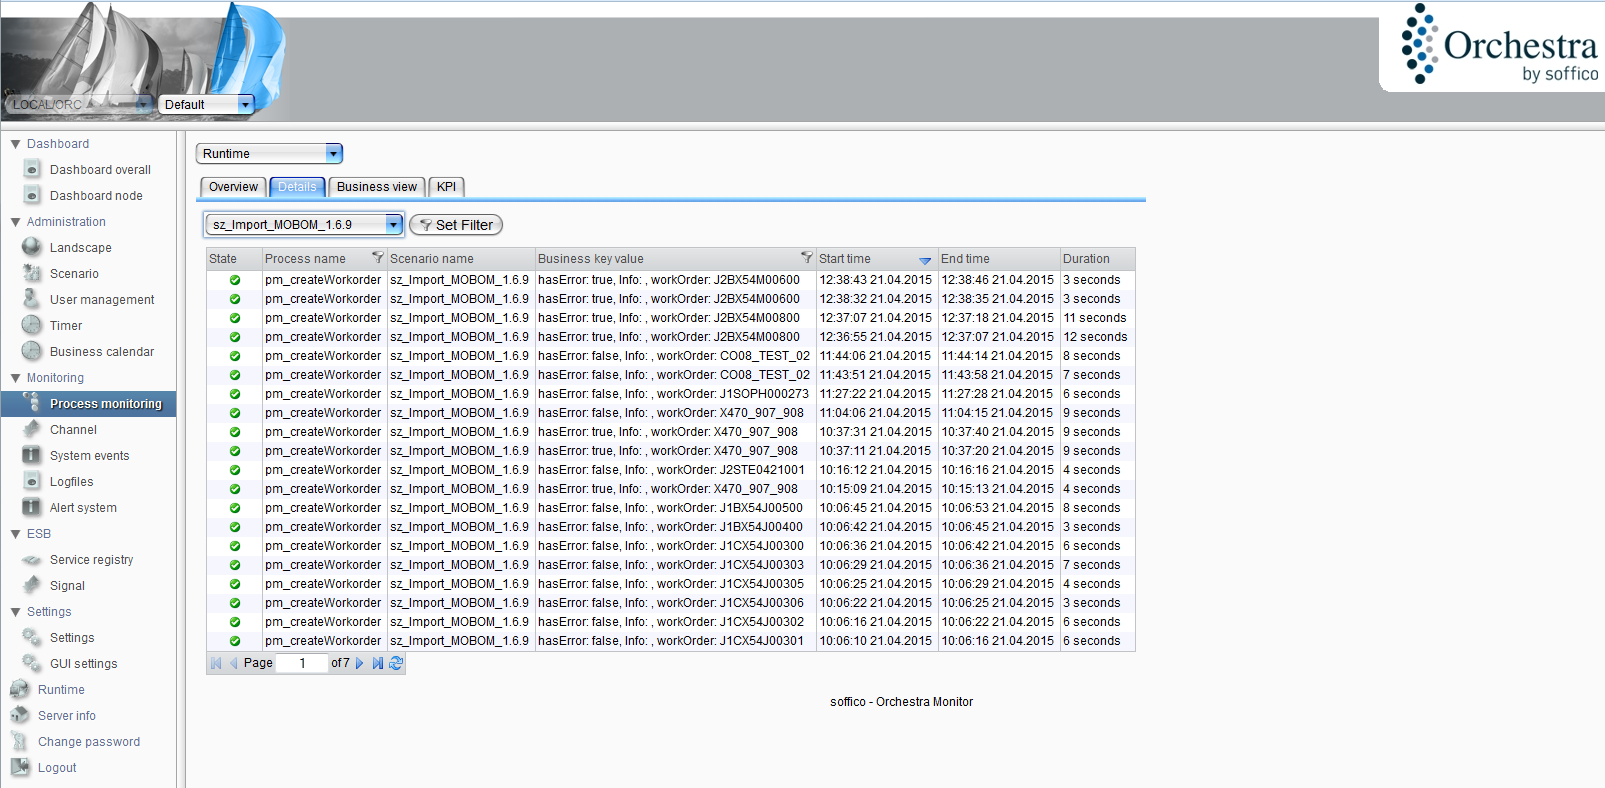 Orchestra
by soffico
LOCAL/ORC
Default
Dashboard
Dashboard overall
Dashboard node
Administration
Landscape
Scenario
User management
Timer
Business calendar
Monitoring
Process monitoring
Channel
System events
Logfiles
Alert system
ESB
Service registry
Signal
Settings
Settings
GUI settings
Runtime
Server info
Change password
Logout
Runtime
Overview Details Business view KPI
sz_Import_MOBOM_1.6.9 Set Filter
State Process name Scenario name Business key value Start time End time Duration
pm_createWorkorder sz_Import_MOBOM_1.6.9 hasError: true, Info: , workOrder: J2BX54M00600 12:38:43 21.04.2015 12:38:46 21.04.2015 3 seconds
pm_createWorkorder sz_Import_MOBOM_1.6.9 hasError: true, Info: , workOrder: J2BX54M00600 12:38:32 21.04.2015 12:38:35 21.04.2015 3 seconds
pm_createWorkorder sz_Import_MOBOM_1.6.9 hasError: true, Info: , workOrder: J2BX54M00800 12:37:07 21.04.2015 12:37:18 21.04.2015 11 seconds
pm_createWorkorder sz_Import_MOBOM_1.6.9 hasError: true, Info: , workOrder: J2BX54M00800 12:36:55 21.04.2015 12:37:07 21.04.2015 12 seconds
pm_createWorkorder sz_Import_MOBOM_1.6.9 hasError: false, Info: , workOrder: CO08_TEST_02 11:44:06 21.04.2015 11:44:14 21.04.2015 8 seconds
pm_createWorkorder sz_Import_MOBOM_1.6.9 hasError: false, Info: , workOrder: CO08_TEST_02 11:43:51 21.04.2015 11:43:58 21.04.2015 7 seconds
pm_createWorkorder sz_Import_MOBOM_1.6.9 hasError: false, Info: , workOrder: J1SOPH000273 11:27:22 21.04.2015 11:27:28 21.04.2015 6 seconds
pm_createWorkorder sz_Import_MOBOM_1.6.9 hasError: false, Info: , workOrder: X470_907_908 11:04:06 21.04.2015 11:04:15 21.04.2015 9 seconds
pm_createWorkorder sz_Import_MOBOM_1.6.9 hasError: true, Info: , workOrder: X470_907_908 10:37:31 21.04.2015 10:37:40 21.04.2015 9 seconds
pm_createWorkorder sz_Import_MOBOM_1.6.9 hasError: true, Info: , workOrder: X470_907_908 10:37:11 21.04.2015 10:37:20 21.04.2015 9 seconds
pm_createWorkorder sz_Import_MOBOM_1.6.9 hasError: false, Info: , workOrder: J2STE0421001 10:16:12 21.04.2015 10:16:16 21.04.2015 4 seconds
pm_createWorkorder sz_Import_MOBOM_1.6.9 hasError: true, Info: , workOrder: X470_907_908 10:15:09 21.04.2015 10:15:13 21.04.2015 4 seconds
pm_createWorkorder sz_Import_MOBOM_1.6.9 hasError: false, Info: , workOrder: J1BX54J00500 10:06:45 21.04.2015 10:06:53 21.04.2015 8 seconds
pm_createWorkorder sz_Import_MOBOM_1.6.9 hasError: false, Info: , workOrder: J1BX54J00400 10:06:42 21.04.2015 10:06:45 21.04.2015 3 seconds
pm_createWorkorder sz_Import_MOBOM_1.6.9 hasError: false, Info: , workOrder: J1CX54J00300 10:06:36 21.04.2015 10:06:42 21.04.2015 6 seconds
pm_createWorkorder sz_Import_MOBOM_1.6.9 hasError: false, Info: , workOrder: J1CX54J00303 10:06:29 21.04.2015 10:06:36 21.04.2015 7 seconds
pm_createWorkorder sz_Import_MOBOM_1.6.9 hasError: false, Info: , workOrder: J1CX54J00305 10:06:25 21.04.2015 10:06:29 21.04.2015 4 seconds
pm_createWorkorder sz_Import_MOBOM_1.6.9 hasError: false, Info: , workOrder: J1CX54J00306 10:06:22 21.04.2015 10:06:25 21.04.2015 3 seconds
pm_createWorkorder sz_Import_MOBOM_1.6.9 hasError: false, Info: , workOrder: J1CX54J00302 10:06:16 21.04.2015 10:06:22 21.04.2015 6 seconds
pm_createWorkorder sz_Import_MOBOM_1.6.9 hasError: false, Info: , workOrder: J1CX54J00301 10:06:10 21.04.2015 10:06:16 21.04.2015 6 seconds
Page 1 of 7
soffico - Orchestra Monitor